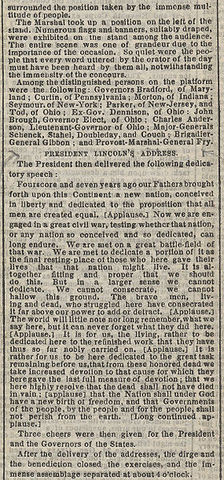 surrounded the position taken by the immense mul-
titude of people.
The Marshal took up a position on the left of the
stand. Numerous flags and banners, suitably draped,
were exhibited on the stand among the audience.
The entire scene was one of grandeur due to the
importance of the occasion. So quiet were the peo-
ple that every word uttered by the orator of the day
must have been heard by them all, notwithstanding
the immensity of the concourse.
Among the distinguished persons on the platform
were the following: Governors Bradford, of Mary-
land; Curtin, of Pennsylvania; Morton, of Indiana;
Seymour, of New-York; Parker, of New-Jersey, and
Tod, of Ohio; Ex-Gov. Dennison, of Ohio; John
Brough, Governor Elect, of Ohio; Charles Ander-
son, Lieutenant-Governor of Ohio; Major-Generals
Schenck, Stahel, Doubleday, and Couch; Brigadier-
General Gibbon; and Provost-Marshal-General Fry.
PRESIDENT LINCOLN'S ADDRESS.
The President then delivered the following dedica-
tory speech:
Fourscore and seven years ago our Fathers brought
forth upon this Continent a new nation, conceived
in liberty and dedicated to the proposition that all
men are created equal. [Applause.] Now we are en-
gaged in a great civil war, testing whether that nation,
or any nation so conceived and so dedicated, can
long endure. We are met on a great battle-field of
that war. We are met to dedicate a portion of it as
the final resting-place of those who here gave their
lives that that nation might live. It is al-
together fitting and proper that we should
do this. But in a larger sense we cannot
dedicate. We cannot consecrate, we cannot
hallow this ground. The brave men, liv-
ing and dead, who struggled here have consecrated
it far above our power to add or detract. [Applause.]
The world will little note nor long remember, what we
say here, but it can never forget what they did here.
[Applause.] It is for us, the living, rather to be
dedicated here to the refinished work that they have
thus so far nobly carried on. [Applause.] It is
rather for us to be here dedicated to the great task
remaining before us, that from these honored dead we
take increased devotion to that cause for which they
here gave the last full measure of devotion; that we
here highly resolve that the dead shall not have died
in vain; [applause] that the Nation shall under God
have a new birth of freedom, and that Governments
of the people, by the people and for the people, shall
not perish from the earth. [Long continued ap-
plause.]
Three cheers were then given for the President
and the Governors of the States.
After the delivery of the addresses, the dirge and
the benediction closed the exercises, and the im-
mense assemblage separated at about 4 o'clock.